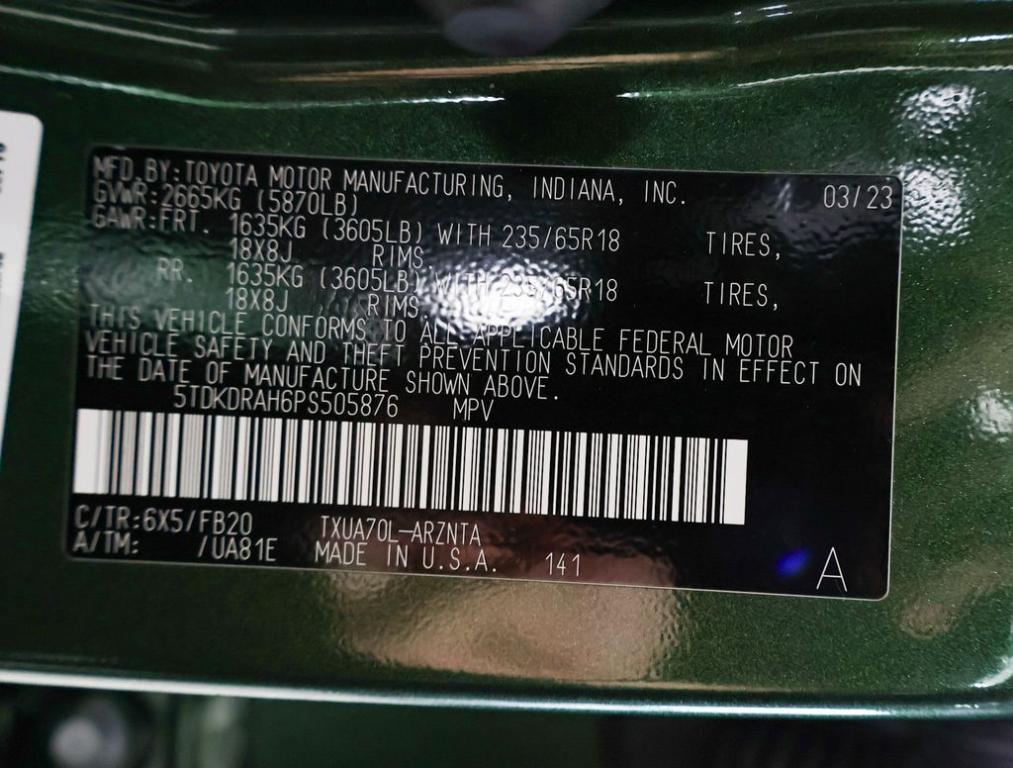 MFD.BY:TOYOTA MOTOR MANUFACTURING, INDIANA, INC. 03/23
GVWR:2665KG (5870LB)
GAWR:FRT. 1635KG (3605LB) WITH 235/65R18 TIRES,
18X8J RIMS
RR. 1635KG (3605LB) WITH 235/65R18 TIRES,
18X8J RIMS
THIS VEHICLE CONFORMS TO ALL APPLICABLE FEDERAL MOTOR
VEHICLE SAFETY AND THEFT PREVENTION STANDARDS IN EFFECT ON
THE DATE OF MANUFACTURE SHOWN ABOVE.
5TDKDRAH6PS505876 MPV
C/TR:6X5/FB20 TXUA70L-ARZNTA
A/TM: /UA81E MADE IN U.S.A. 141 A